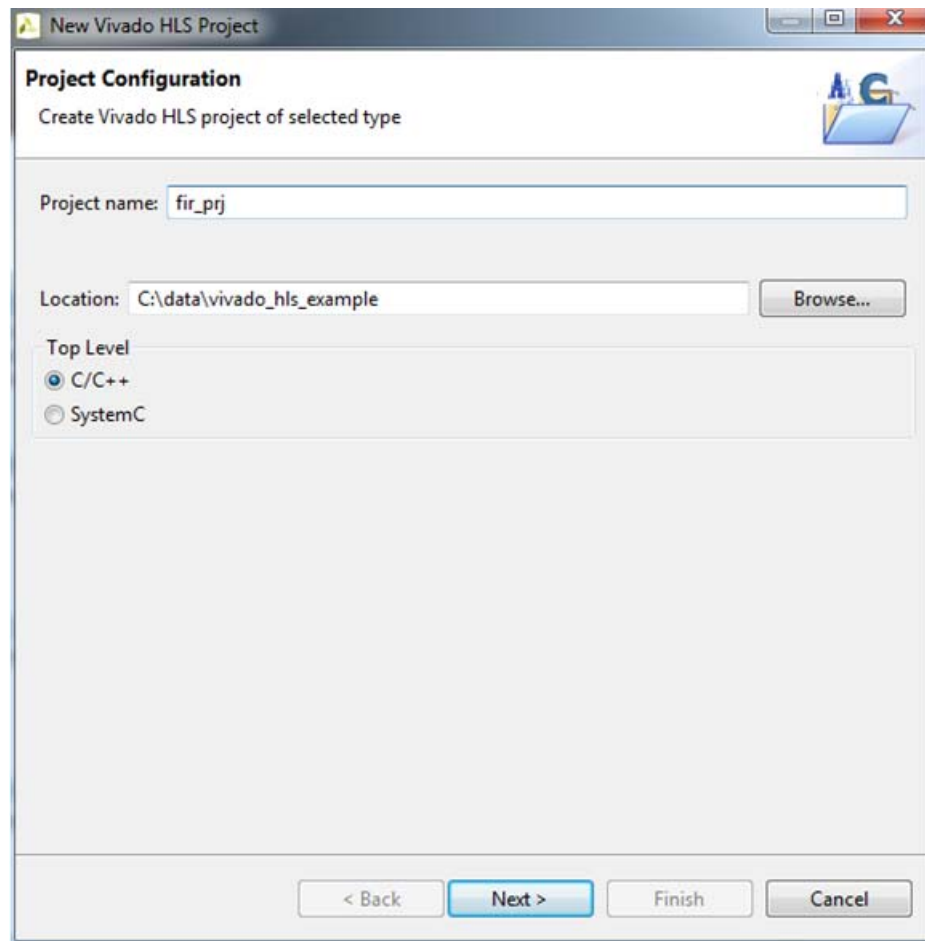 New Vivado HLS Project
Project Configuration
Create Vivado HLS project of selected type
Project name: fir_prj
Location: C:\data\vivado_hls_example Browse...
Top Level
C/C++
SystemC
< Back Next > Finish Cancel